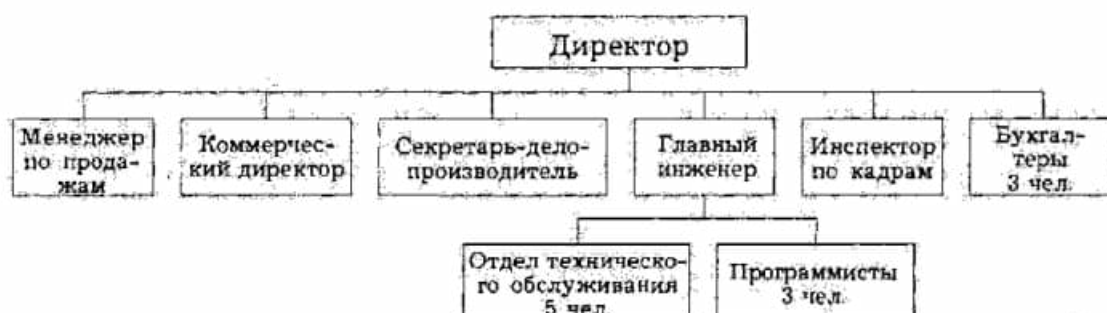 Директор
Менеджер
по прода-
жам
Коммерчес-
кий директор
Секретарь-дело-
производитель
Главный
инженер
Инспектор
по кадрам
Бухгал-
теры
3 чел.
Отдел техническо-
го обслуживания
5 чел.
Программисты
3 чел.